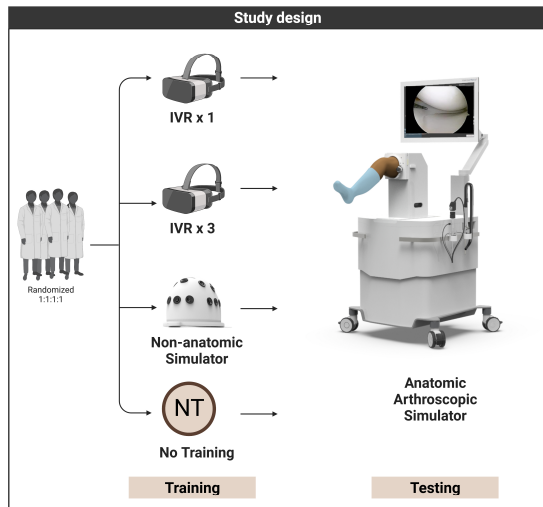 Study design
IVR x 1
IVR x 3
Randomized
1:1:1:1
Non-anatomic
Simulator
NT
No Training
Anatomic
Arthroscopic
Simulator
Training
Testing